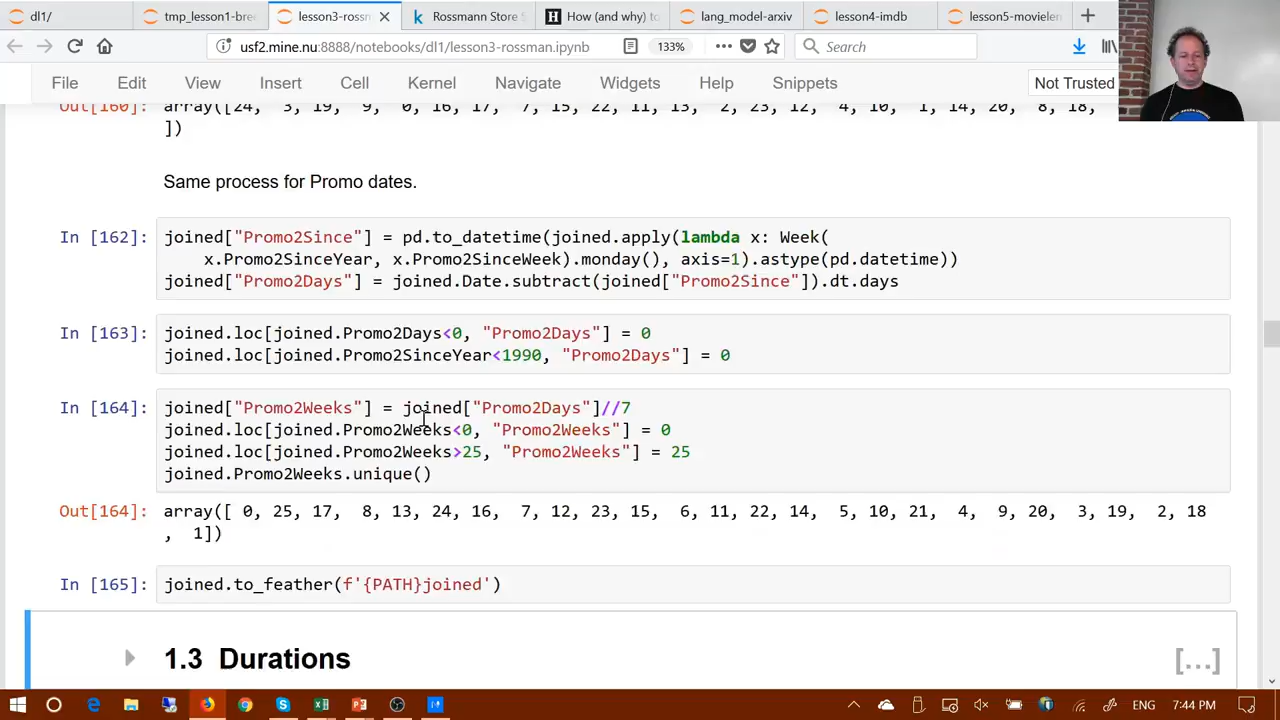 dl1/
tmp_lesson1-bre
lesson3-rossm
Rossmann Store S
How (and why) to
lang_model-arxiv
lesson4-imdb
lesson5-movielen
usf2.mine.nu:8888/notebooks/IT/lesson3-rossman.ipynb
133%
Search
File Edit View Insert Cell Kernel Navigate Widgets Help Snippets Not Trusted
Out[160]: array([24, 3, 19, 9, 0, 16, 17, 7, 15, 22, 11, 13, 2, 23, 12, 4, 10, 1, 14, 20, 8, 18,
])
Same process for Promo dates.
In [162]: joined["Promo2Since"] = pd.to_datetime(joined.apply(lambda x: Week(
x.Promo2SinceYear, x.Promo2SinceWeek).monday(), axis=1).astype(pd.datetime))
joined["Promo2Days"] = joined.Date.subtract(joined["Promo2Since"]).dt.days
In [163]: joined.loc[joined.Promo2Days<0, "Promo2Days"] = 0
joined.loc[joined.Promo2SinceYear<1990, "Promo2Days"] = 0
In [164]: joined["Promo2Weeks"] = joined["Promo2Days"]//7
joined.loc[joined.Promo2Weeks<0, "Promo2Weeks"] = 0
joined.loc[joined.Promo2Weeks>25, "Promo2Weeks"] = 25
joined.Promo2Weeks.unique()
Out[164]: array([ 0, 25, 17, 8, 13, 24, 16, 7, 12, 23, 15, 6, 11, 22, 14, 5, 10, 21, 4, 9, 20, 3, 19, 2, 18
, 1])
In [165]: joined.to_feather(f'{PATH}joined')
1.3 Durations
[...]
ENG 7:44 PM